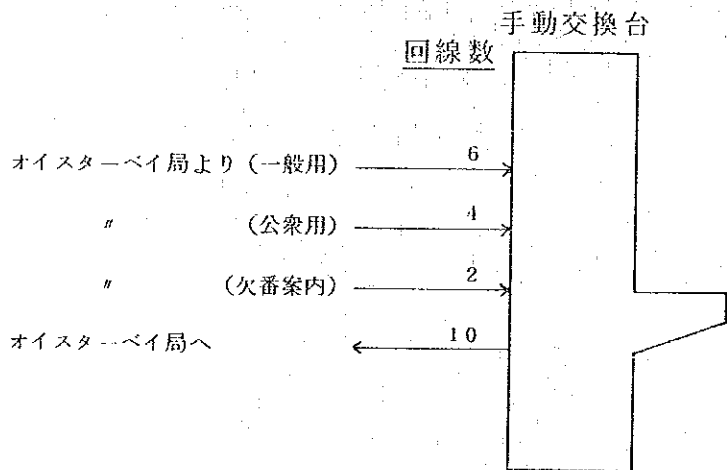 手動交換台
回線数
オイスターベイ局より（一般用） 6
〃 （公衆用） 4
〃 （欠番案内） 2
オイスターベイ局へ 10